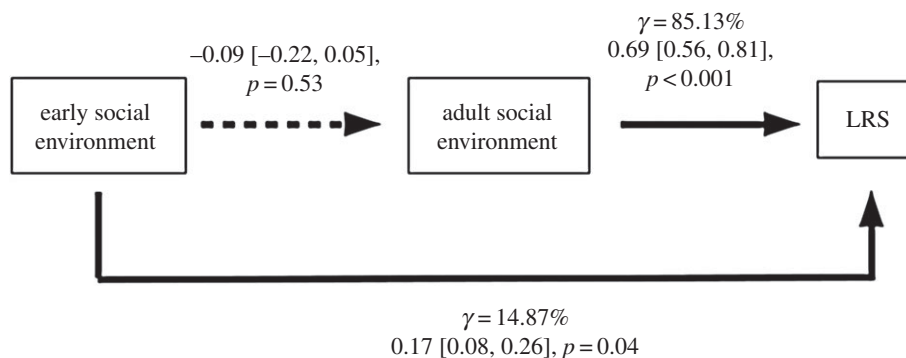 γ = 85.13%
–0.09 [–0.22, 0.05],
p = 0.53
0.69 [0.56, 0.81],
p < 0.001
early social
environment
adult social
environment
LRS
γ = 14.87%
0.17 [0.08, 0.26], p = 0.04